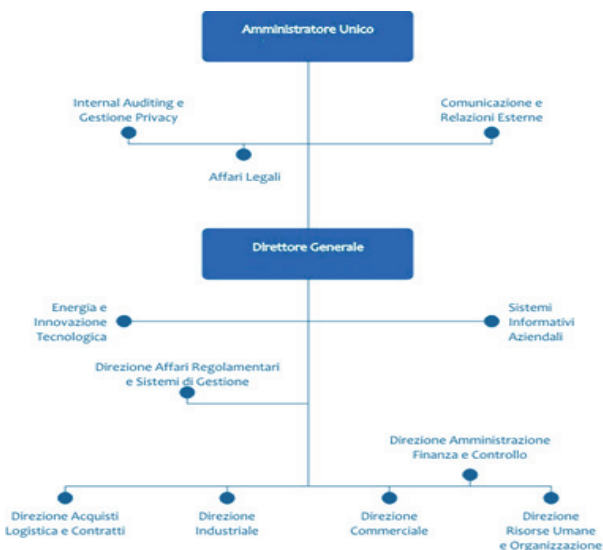 Amministratore Unico
Internal Auditing e
Gestione Privacy
Comunicazione e
Relazioni Esterne
Affari Legali
Direttore Generale
Energia e
Innovazione
Tecnologica
Sistemi
Informativi
Aziendali
Direzione Affari Regolamentari
e Sistemi di Gestione
Direzione Amministrazione
Finanza e Controllo
Direzione Acquisti
Logistica e Contratti
Direzione
Industriale
Direzione
Commerciale
Direzione
Risorse Umane
e Organizzazione